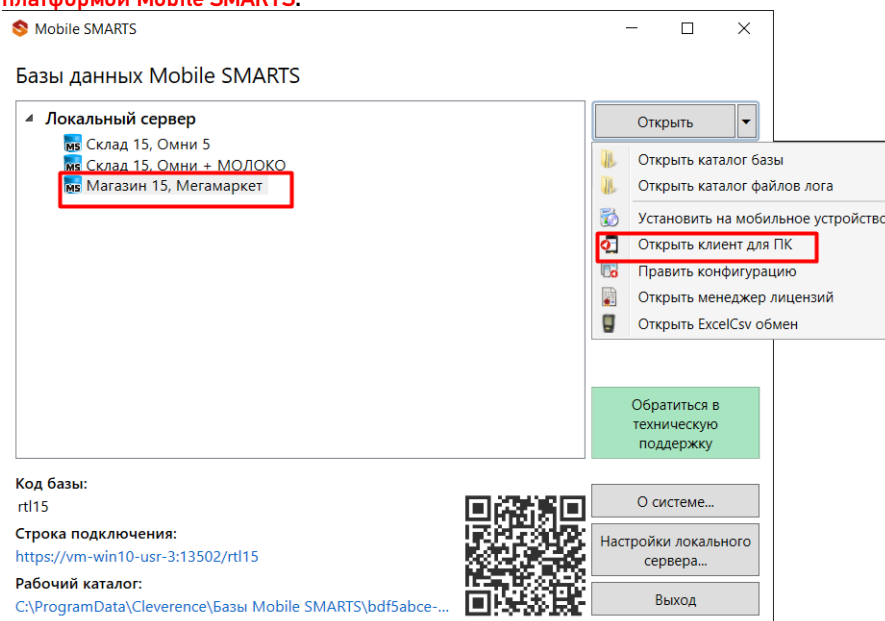 платформой Mobile SMARTS.
Mobile SMARTS
Базы данных Mobile SMARTS
Локальный сервер
Склад 15, Омни 5
Склад 15, Омни + МОЛОКО
Магазин 15, Мегамаркет
Открыть
Открыть каталог базы
Открыть каталог файлов лога
Установить на мобильное устройство
Открыть клиент для ПК
Править конфигурацию
Открыть менеджер лицензий
Открыть ExcelCsv обмен
Обратиться в
техническую
поддержку
Код базы:
rtl15
Строка подключения:
https://vm-win10-usr-3:13502/rtl15
Рабочий каталог:
C:\ProgramData\Cleverence\Базы Mobile SMARTS\bdf5abce-...
О системе...
Настройки локального
сервера...
Выход